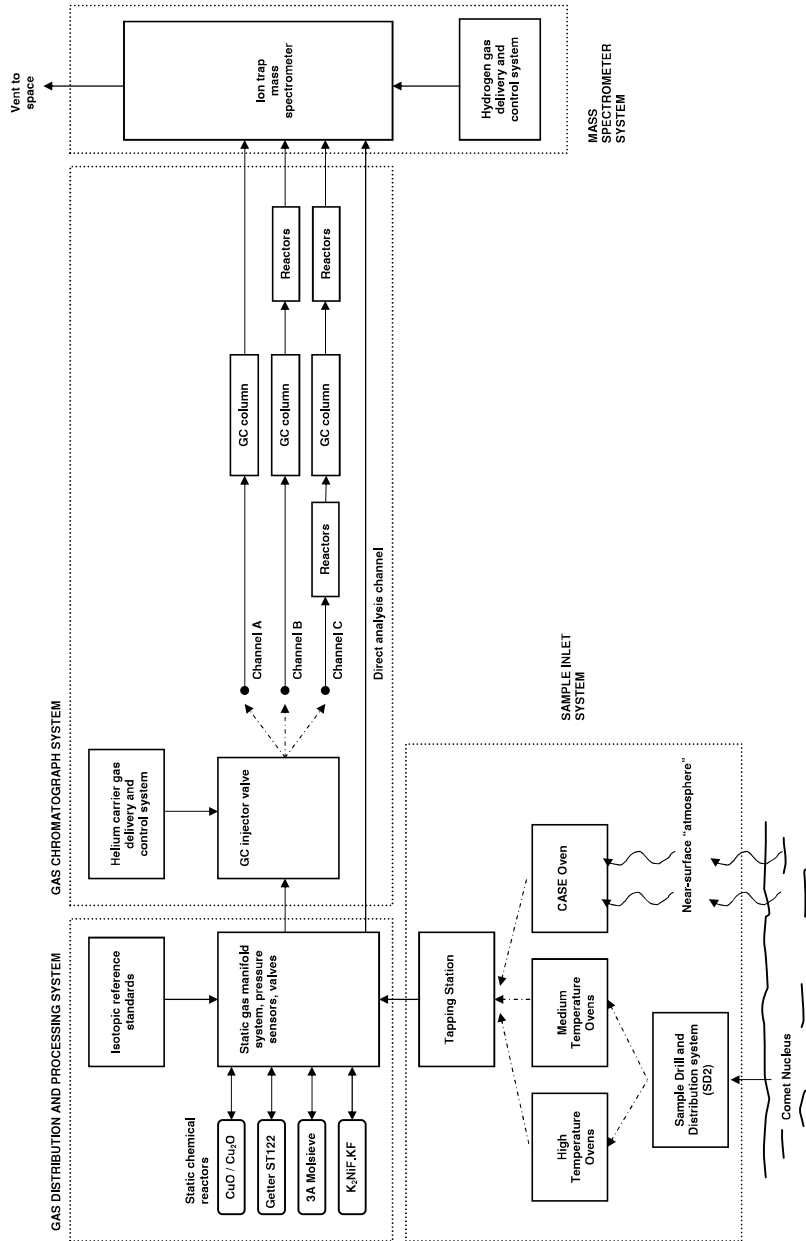 GAS DISTRIBUTION AND PROCESSING SYSTEM
Isotopic reference
standards
Static chemical
reactors
CuO / Cu₂O
Getter ST122
3A Molsieve
K₂NiF.KF
Static gas manifold
system, pressure
sensors, valves
GAS CHROMATOGRAPH SYSTEM
Helium carrier gas
delivery and
control system
GC injector valve
Channel A
Channel B
Channel C
Reactors
GC column
GC column
GC column
Reactors
Reactors
Direct analysis channel
Vent to
space
Ion trap
mass
spectrometer
Hydrogen gas
delivery and
control system
MASS
SPECTROMETER
SYSTEM
SAMPLE INLET
SYSTEM
Tapping Station
High
Temperature
Ovens
Medium
Temperature
Ovens
CASE Oven
Sample Drill and
Distribution system
(SD2)
Near-surface "atmosphere"
Comet Nucleus